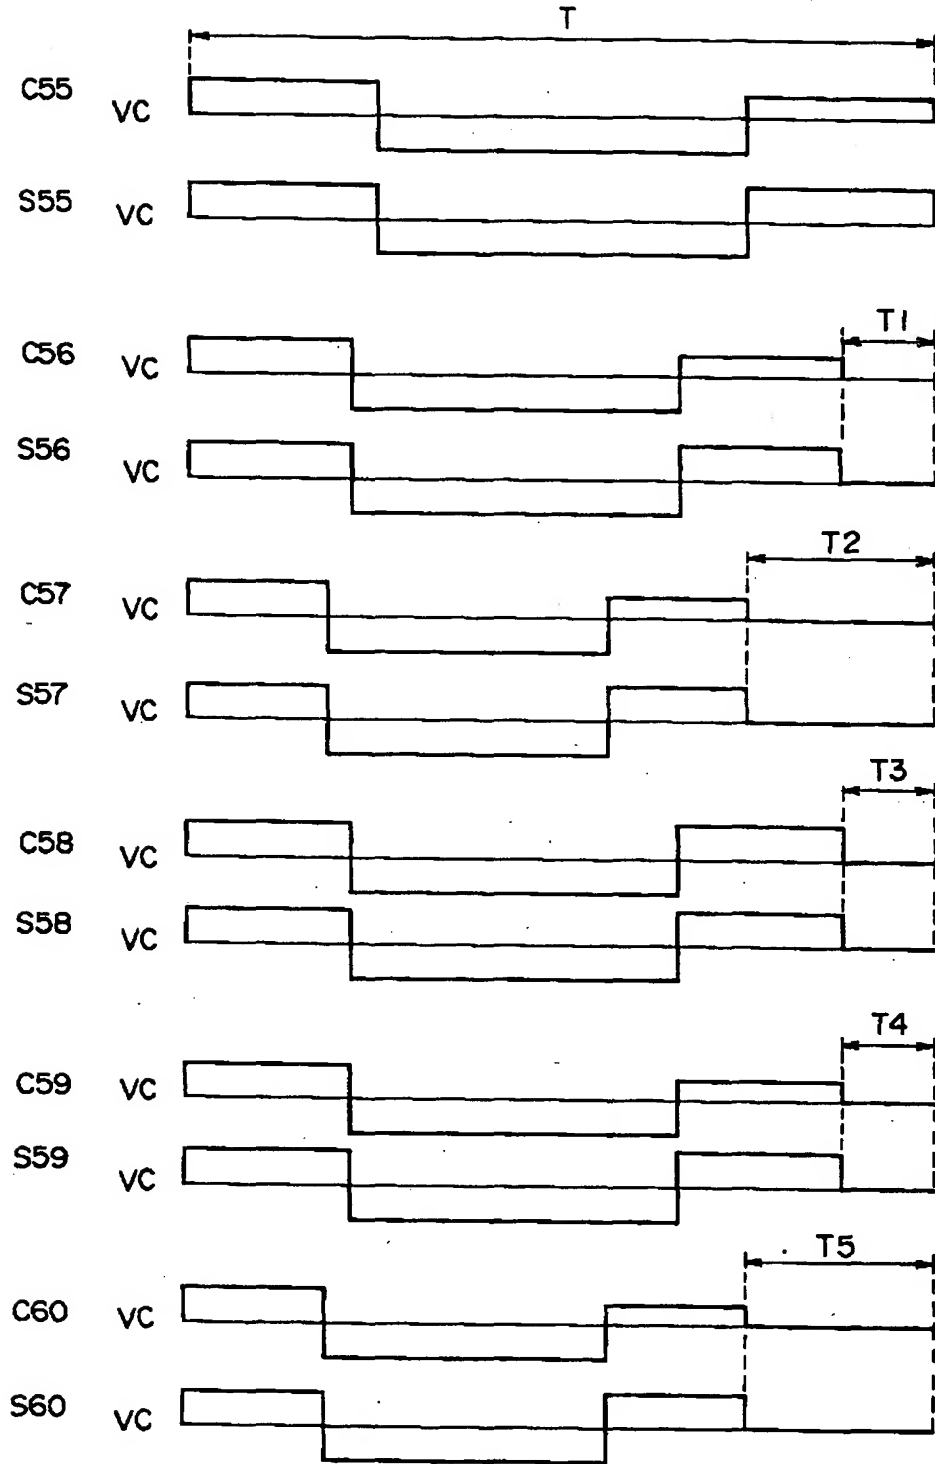 T
C55 VC
S55 VC
T1
C56 VC
S56 VC
T2
C57 VC
S57 VC
T3
C58 VC
S58 VC
T4
C59 VC
S59 VC
T5
C60 VC
S60 VC